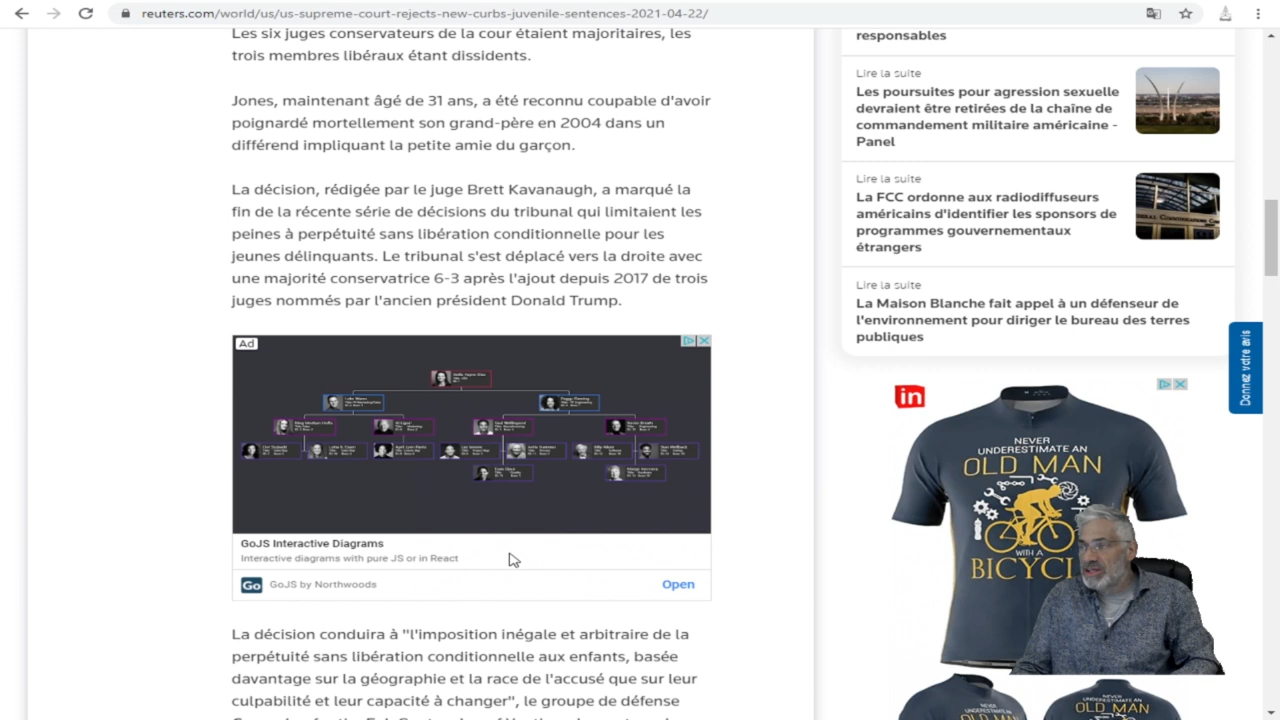 reuters.com/world/us/us-supreme-court-rejects-new-curbs-juvenile-sentences-2021-04-22/
Les six juges conservateurs de la cour étaient majoritaires, les
trois membres libéraux étant dissidents.
Jones, maintenant âgé de 31 ans, a été reconnu coupable d'avoir
poignardé mortellement son grand-père en 2004 dans un
différend impliquant la petite amie du garçon.
La décision, rédigée par le juge Brett Kavanaugh, a marqué la
fin de la récente série de décisions du tribunal qui limitaient les
peines à perpétuité sans libération conditionnelle pour les
jeunes délinquants. Le tribunal s'est déplacé vers la droite avec
une majorité conservatrice 6-3 après l'ajout depuis 2017 de trois
juges nommés par l'ancien président Donald Trump.
Ad
GoJS Interactive Diagrams
Interactive diagrams with pure JS or in React
Go
GoJS by Northwoods
Open
La décision conduira à "l'imposition inégale et arbitraire de la
perpétuité sans libération conditionnelle aux enfants, basée
davantage sur la géographie et la race de l'accusé que sur leur
culpabilité et leur capacité à changer", le groupe de défense
responsables
Lire la suite
Les poursuites pour agression sexuelle
devraient être retirées de la chaîne de
commandement militaire américaine -
Panel
Lire la suite
La FCC ordonne aux radiodiffuseurs
américains d'identifier les sponsors de
programmes gouvernementaux
étrangers
Lire la suite
La Maison Blanche fait appel à un défenseur de
l'environnement pour diriger le bureau des terres
publiques
Donnez votre avis
in
NEVER
UNDERESTIMATE AN
OLD MAN
WITH A
BICYCL
NEVER
UNDERESTIMATE AN
OLD MAN